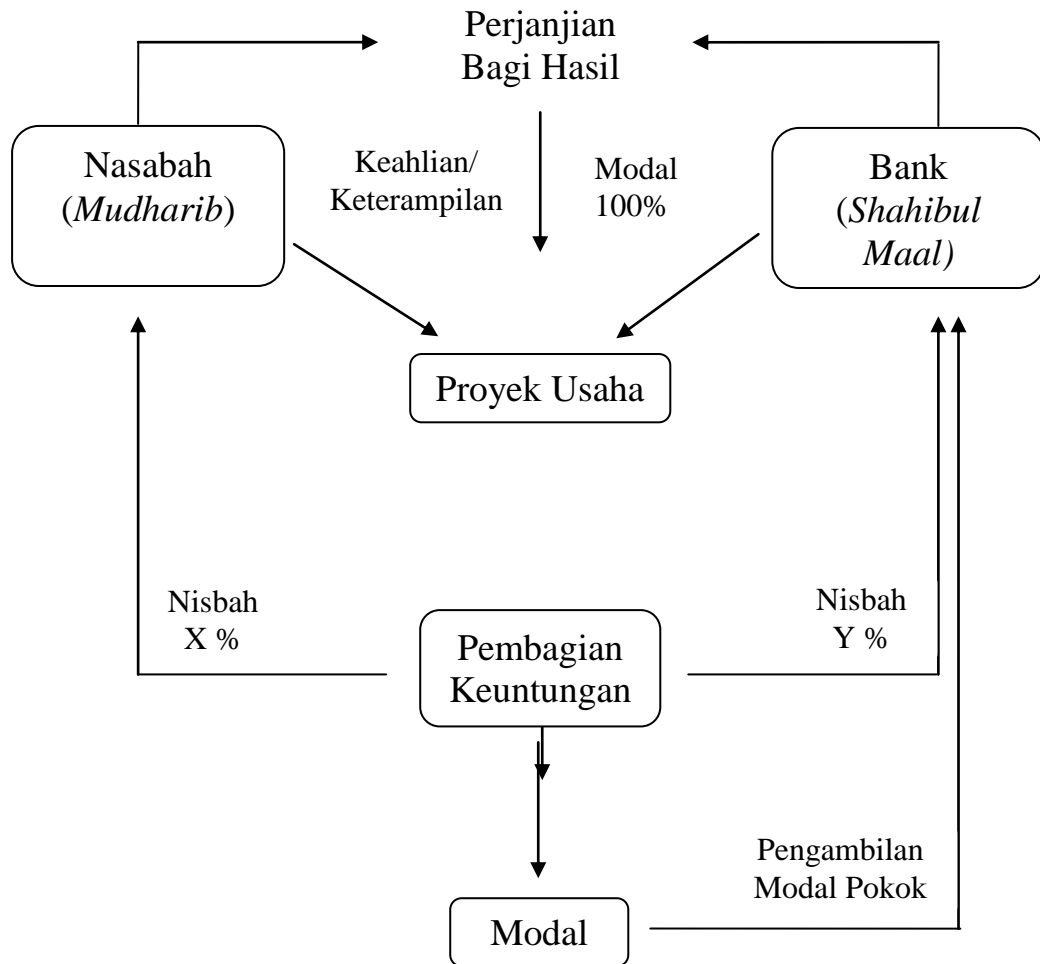 Perjanjian
Bagi Hasil
Nasabah
(Mudharib)
Keahlian/
Keterampilan
Modal
100%
Bank
(Shahibul
Maal)
Proyek Usaha
Nisbah
X %
Pembagian
Keuntungan
Nisbah
Y %
Pengambilan
Modal Pokok
Modal